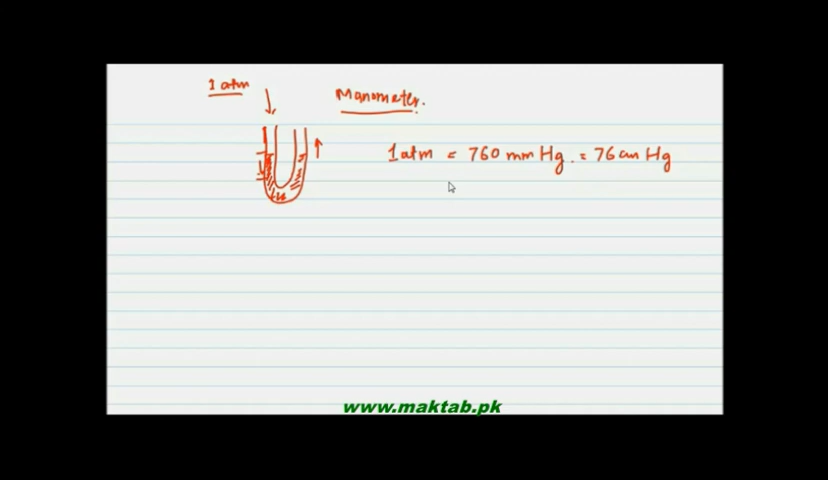 1 atm
Manometer.
1 atm = 760 mm Hg. = 76 cm Hg
www.maktab.pk